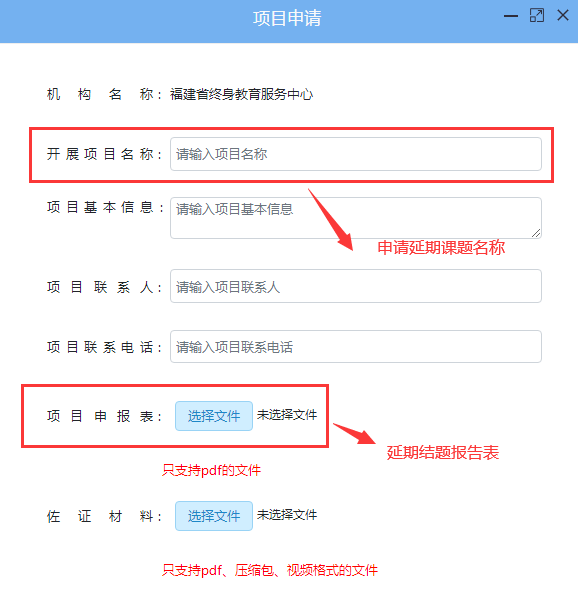 项目申请
机构名称： 福建省终身教育服务中心
开展项目名称： 请输入项目名称
项目基本信息： 请输入项目基本信息
申请延期课题名称
项目联系人： 请输入项目联系人
项目联系电话： 请输入项目联系电话
项目申报表： 选择文件 未选择文件
延期结题报告表
只支持pdf的文件
佐证材料： 选择文件 未选择文件
只支持pdf、压缩包、视频格式的文件